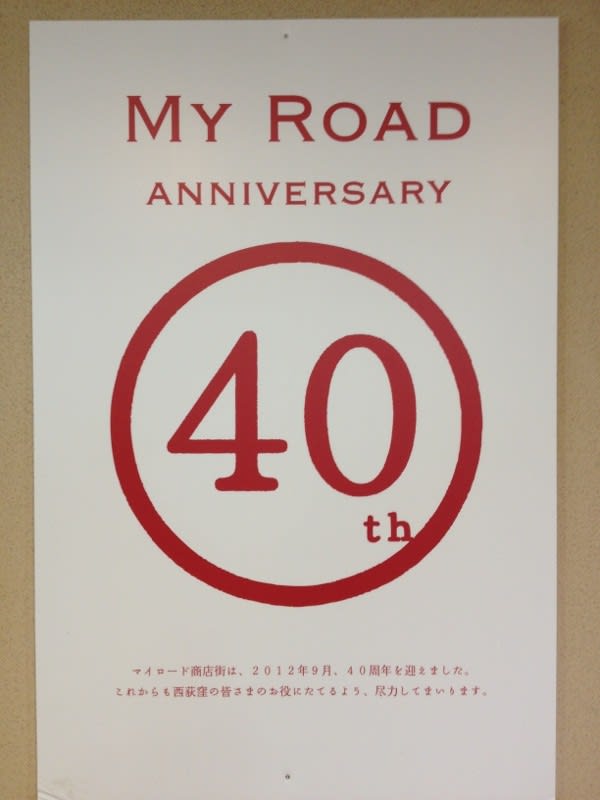 MY ROAD
ANNIVERSARY
40
th
マイロード商店街は、2012年9月、40周年を迎えました。
これからも西荻窪の皆さまのお役にたてるよう、尽力してまいります。